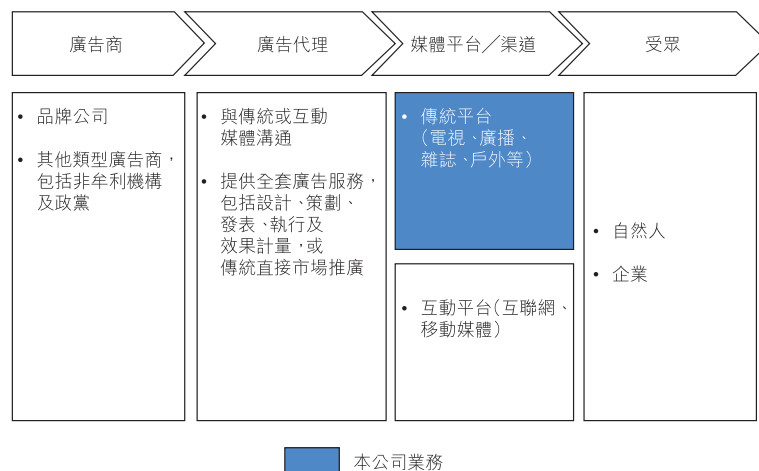 廣告商
廣告代理
媒體平台／渠道
受眾
• 品牌公司
• 其他類型廣告商，
包括非牟利機構
及政黨
• 與傳統或互動
媒體溝通
• 提供全套廣告服務，
包括設計、策劃、
發表、執行及
效果計量，或
傳統直接市場推廣
• 傳統平台
(電視、廣播、
雜誌、戶外等)
• 互動平台(互聯網、
移動媒體)
• 自然人
• 企業
本公司業務